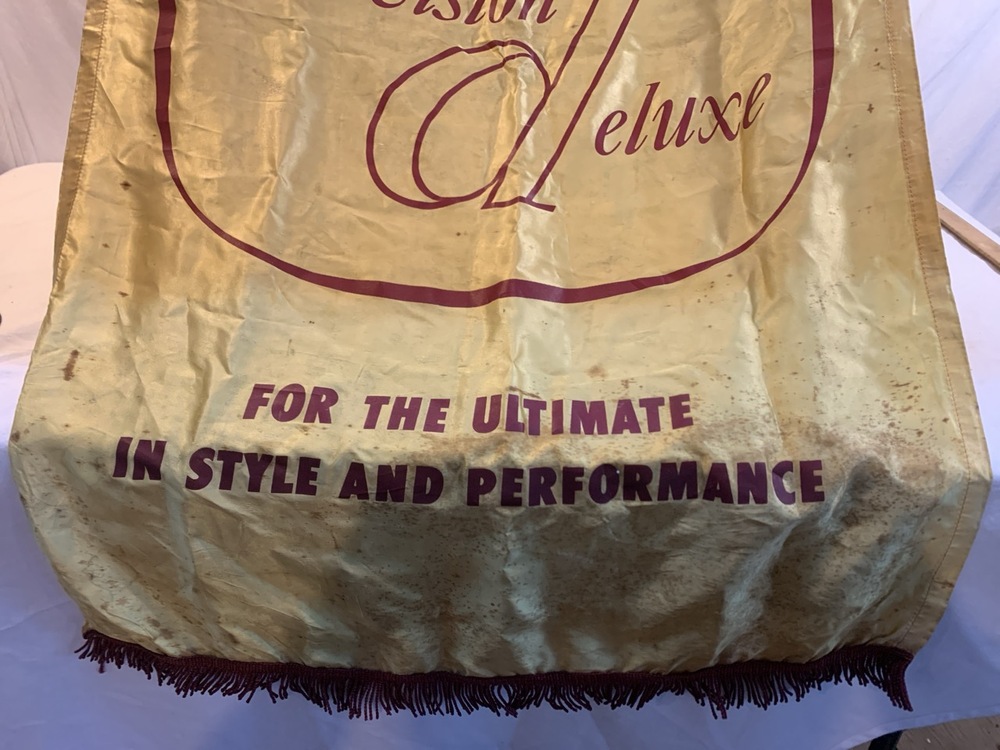 Deluxe
FOR THE ULTIMATE
IN STYLE AND PERFORMANCE